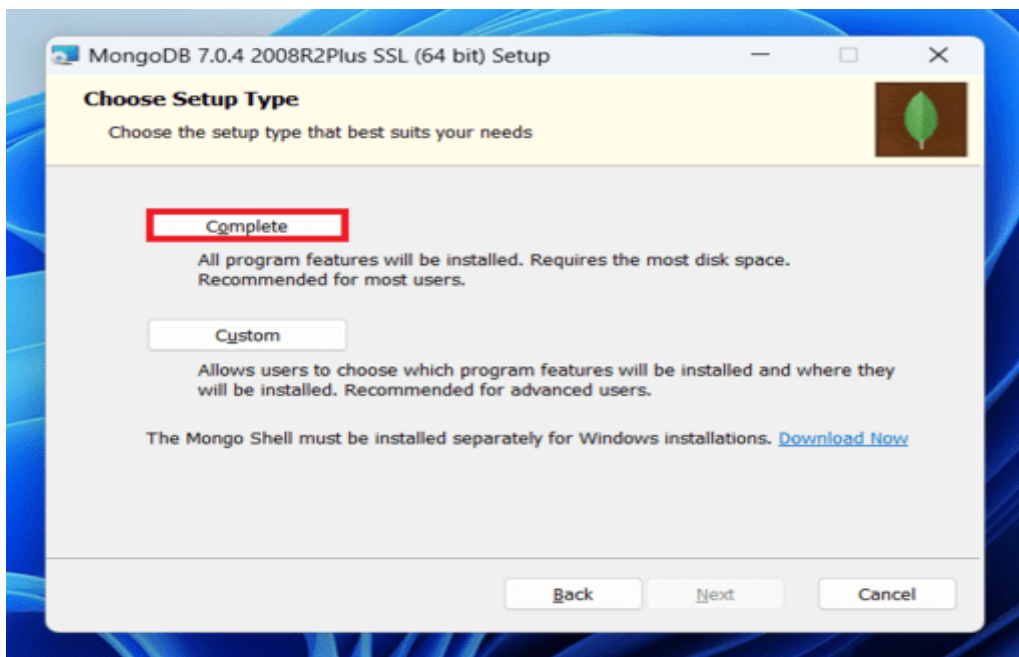 MongoDB 7.0.4 2008R2Plus SSL (64 bit) Setup
Choose Setup Type
Choose the setup type that best suits your needs
Complete
All program features will be installed. Requires the most disk space.
Recommended for most users.
Custom
Allows users to choose which program features will be installed and where they
will be installed. Recommended for advanced users.
The Mongo Shell must be installed separately for Windows installations. Download Now
Back Next Cancel